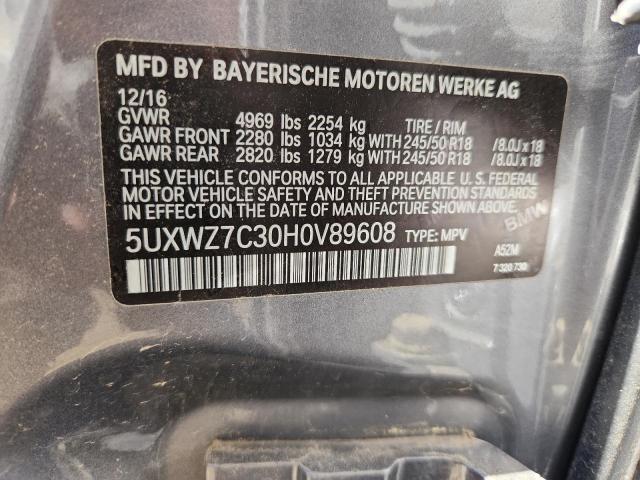 MFD BY BAYERISCHE MOTOREN WERKE AG
12/16
GVWR 4969 lbs 2254 kg TIRE / RIM
GAWR FRONT 2280 lbs 1034 kg WITH 245/50 R18 /8.0J x 18
GAWR REAR 2820 lbs 1279 kg WITH 245/50 R18 /8.0J x 18
THIS VEHICLE CONFORMS TO ALL APPLICABLE U. S. FEDERAL
MOTOR VEHICLE SAFETY AND THEFT PREVENTION STANDARDS
IN EFFECT ON THE DATE OF MANUFACTURE SHOWN ABOVE.
BMW
5UXWZ7C30H0V89608 TYPE: MPV A52M
7 320 730